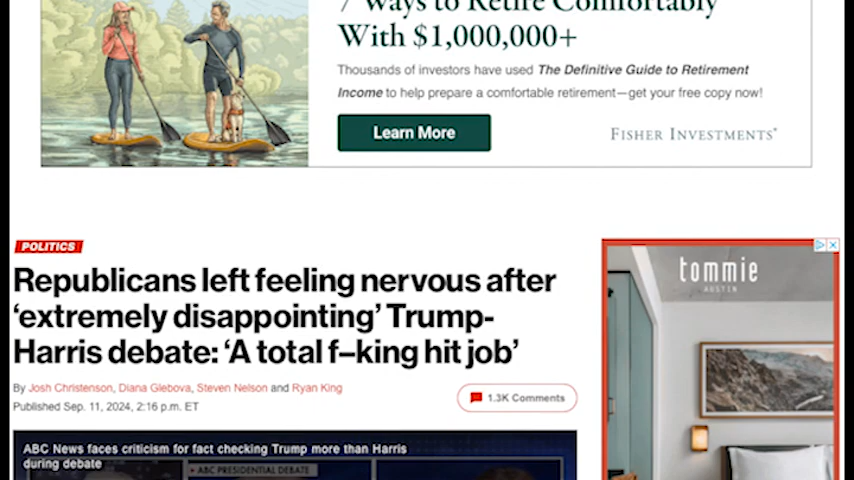 7 Ways to Retire Comfortably
With $1,000,000+
Thousands of investors have used The Definitive Guide to Retirement
Income to help prepare a comfortable retirement—get your free copy now!
Learn More
FISHER INVESTMENTS
POLITICS
Republicans left feeling nervous after
‘extremely disappointing’ Trump-
Harris debate: ‘A total f–king hit job’
By Josh Christenson, Diana Glebova, Steven Nelson and Ryan King
Published Sep. 11, 2024, 2:16 p.m. ET
1.3K Comments
ABC News faces criticism for fact checking Trump more than Harris
during debate
ABC PRESIDENTIAL DEBATE
tommie
AUSTIN